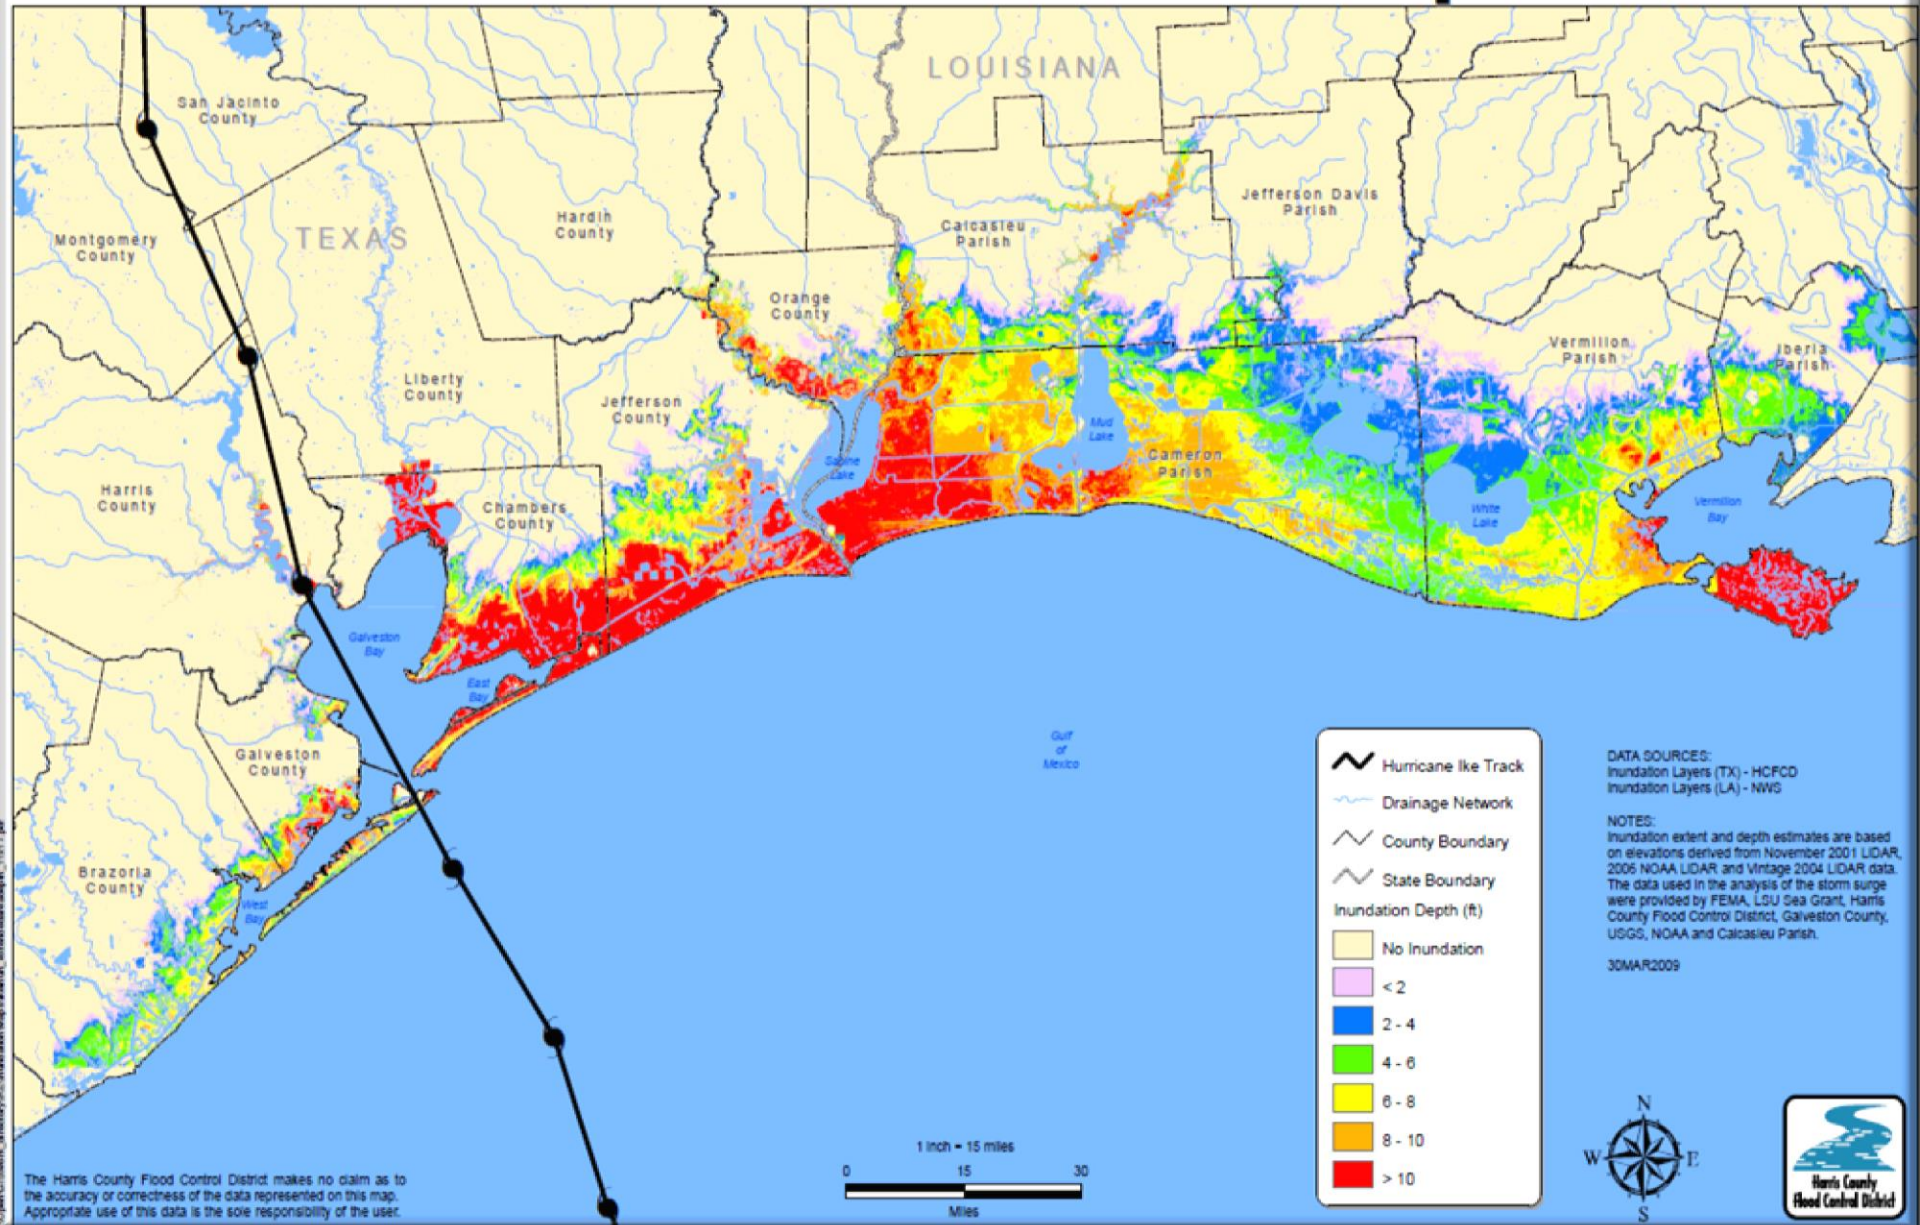 LOUISIANA
San Jacinto
County
TEXAS
Hardin
County
Calcasieu
Parish
Jefferson Davis
Parish
Montgomery
County
Orange
County
Vermilion
Parish
Iberia
Parish
Liberty
County
Jefferson
County
Mud
Lake
Sabine
Lake
Cameron
Parish
Harris
County
Chambers
County
White
Lake
Vermilion
Bay
Galveston
Bay
East
Bay
Galveston
County
Gulf
of
Mexico
Brazoria
County
West
Bay
Hurricane Ike Track
Drainage Network
County Boundary
State Boundary
Inundation Depth (ft)
No Inundation
< 2
2 - 4
4 - 6
6 - 8
8 - 10
> 10
DATA SOURCES:
Inundation Layers (TX) - HCFCD
Inundation Layers (LA) - NWS
NOTES:
Inundation extent and depth estimates are based
on elevations derived from November 2001 LIDAR,
2006 NOAA LIDAR and Vintage 2004 LIDAR data.
The data used in the analysis of the storm surge
were provided by FEMA, LSU Sea Grant, Harris
County Flood Control District, Galveston County,
USGS, NOAA and Calcasieu Parish.
30MAR2009
1 inch = 15 miles
0 15 30
Miles
The Harris County Flood Control District makes no claim as to
the accuracy or correctness of the data represented on this map.
Appropriate use of this data is the sole responsibility of the user.
N
W E
S
Harris County
Flood Control District